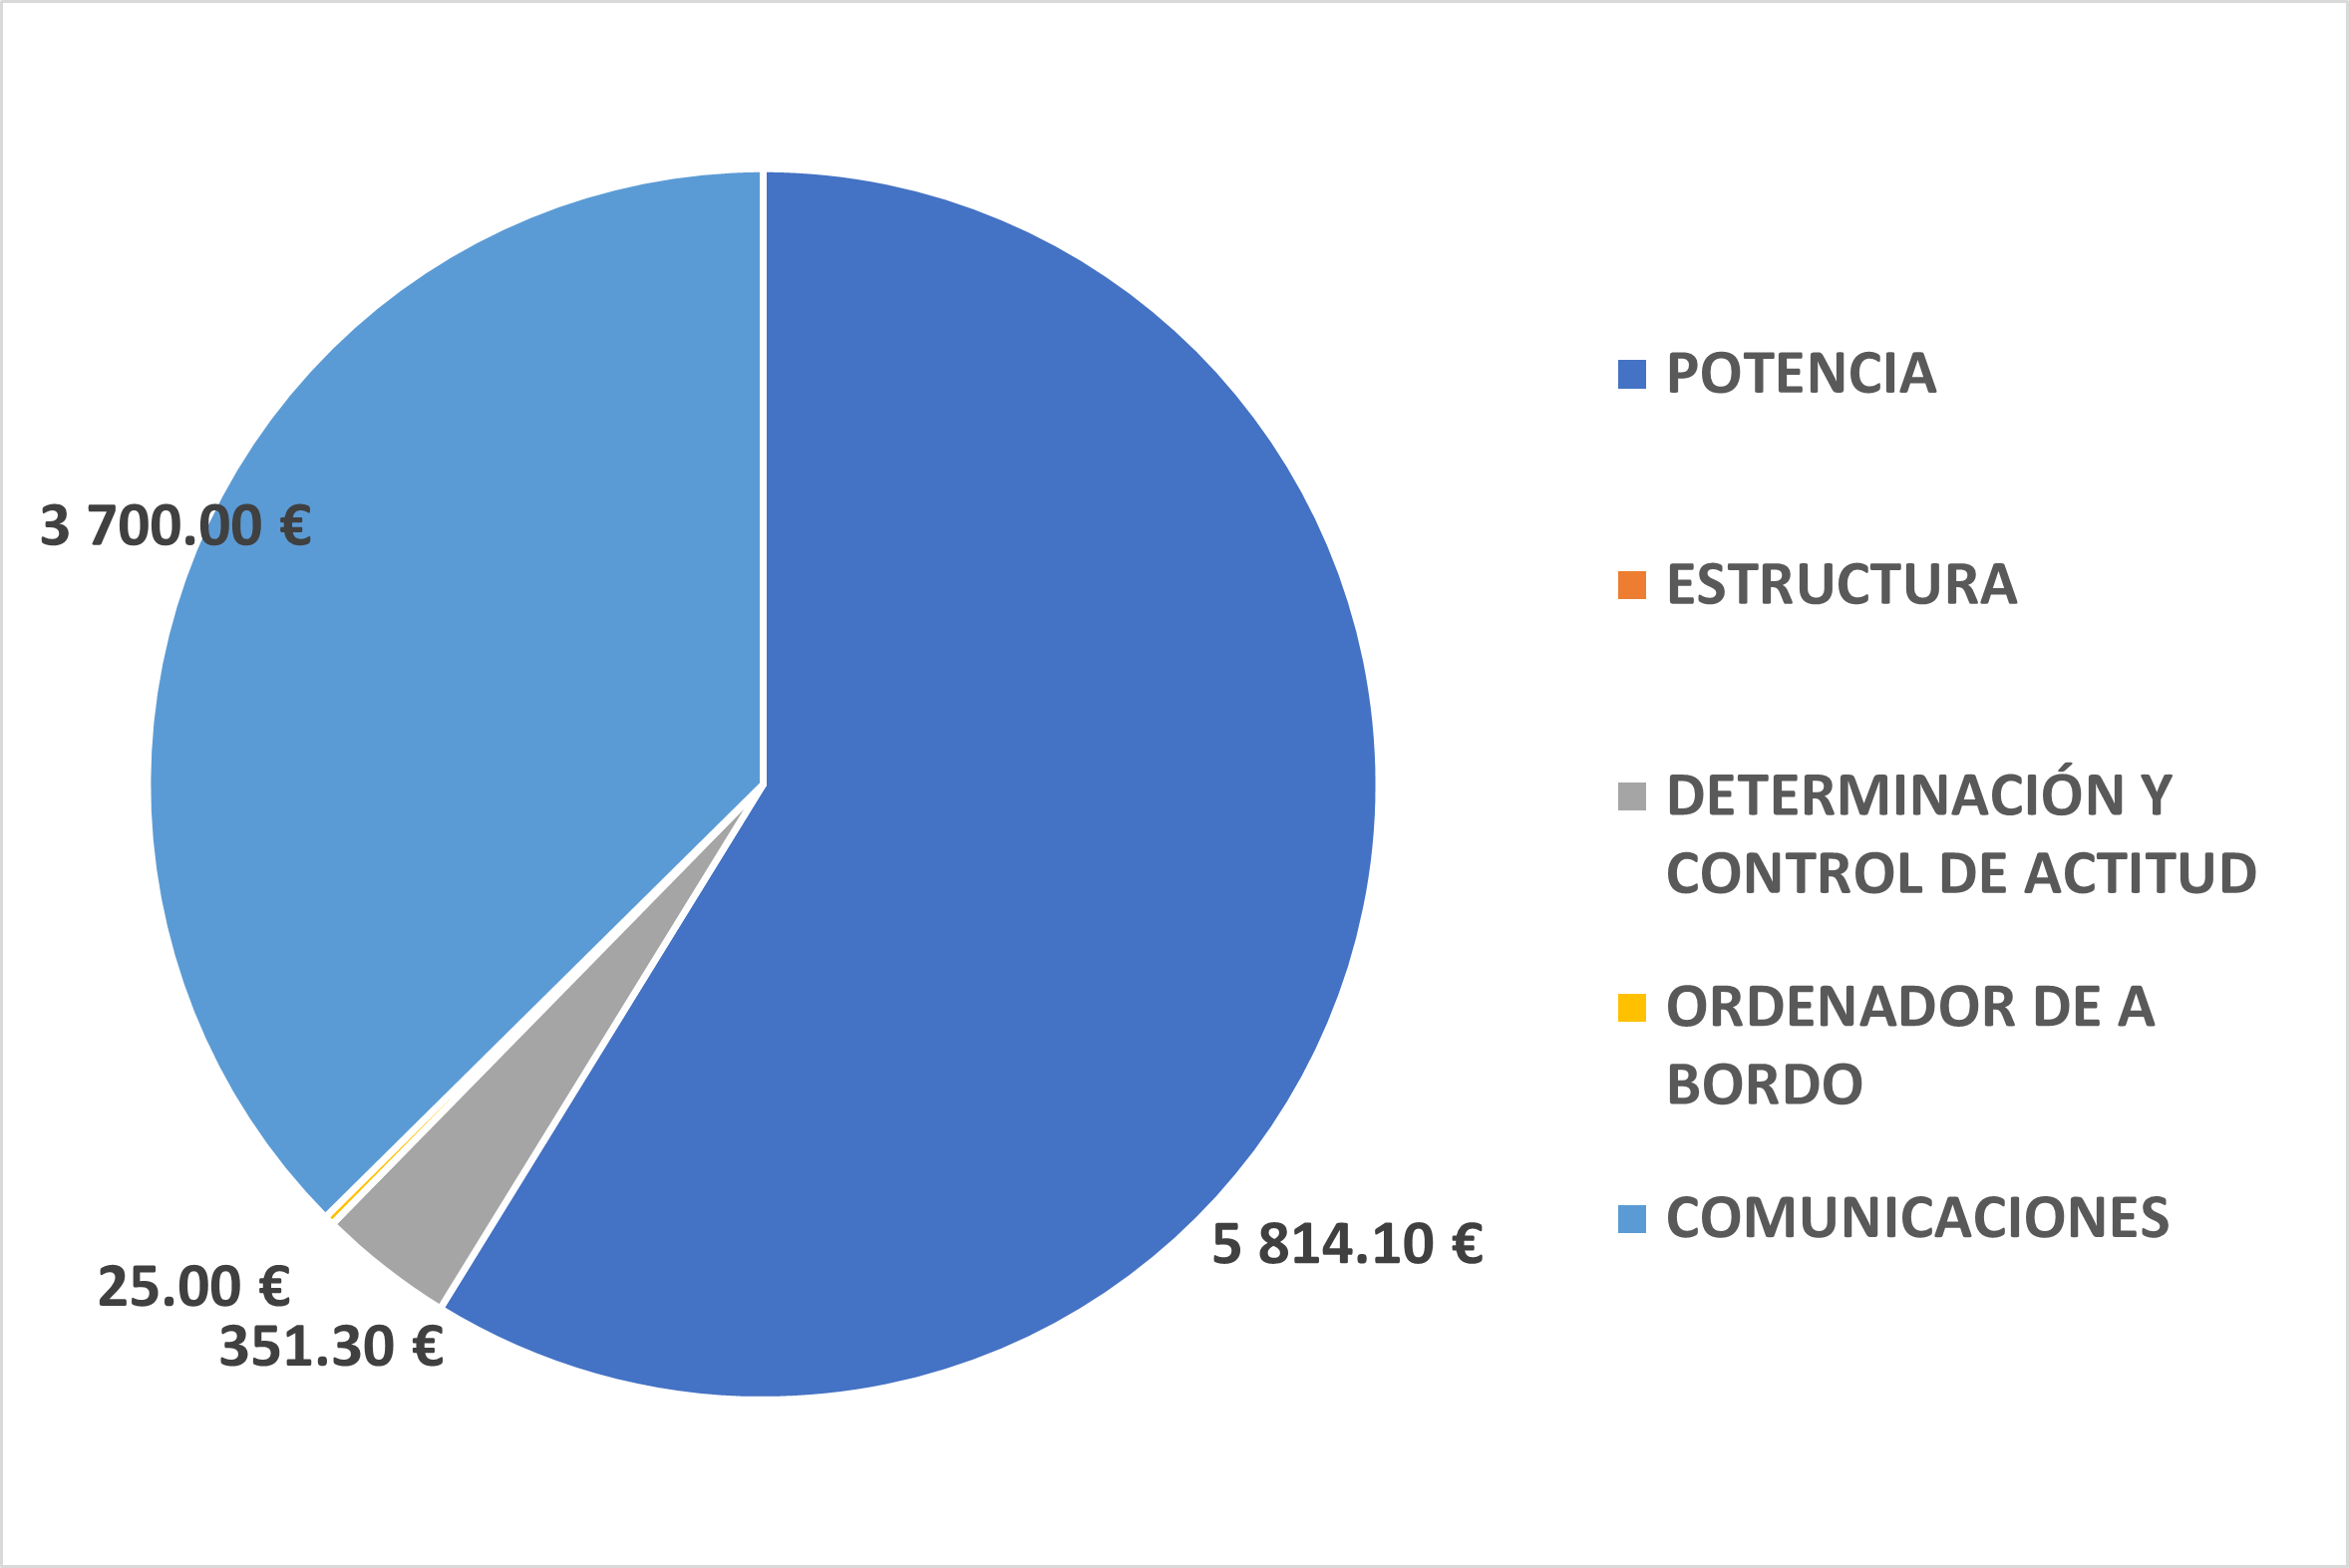 3 700.00 €
5 814.10 €
25.00 €
351.30 €
POTENCIA
ESTRUCTURA
DETERMINACIÓN Y
CONTROL DE ACTITUD
ORDENADOR DE A
BORDO
COMUNICACIONES